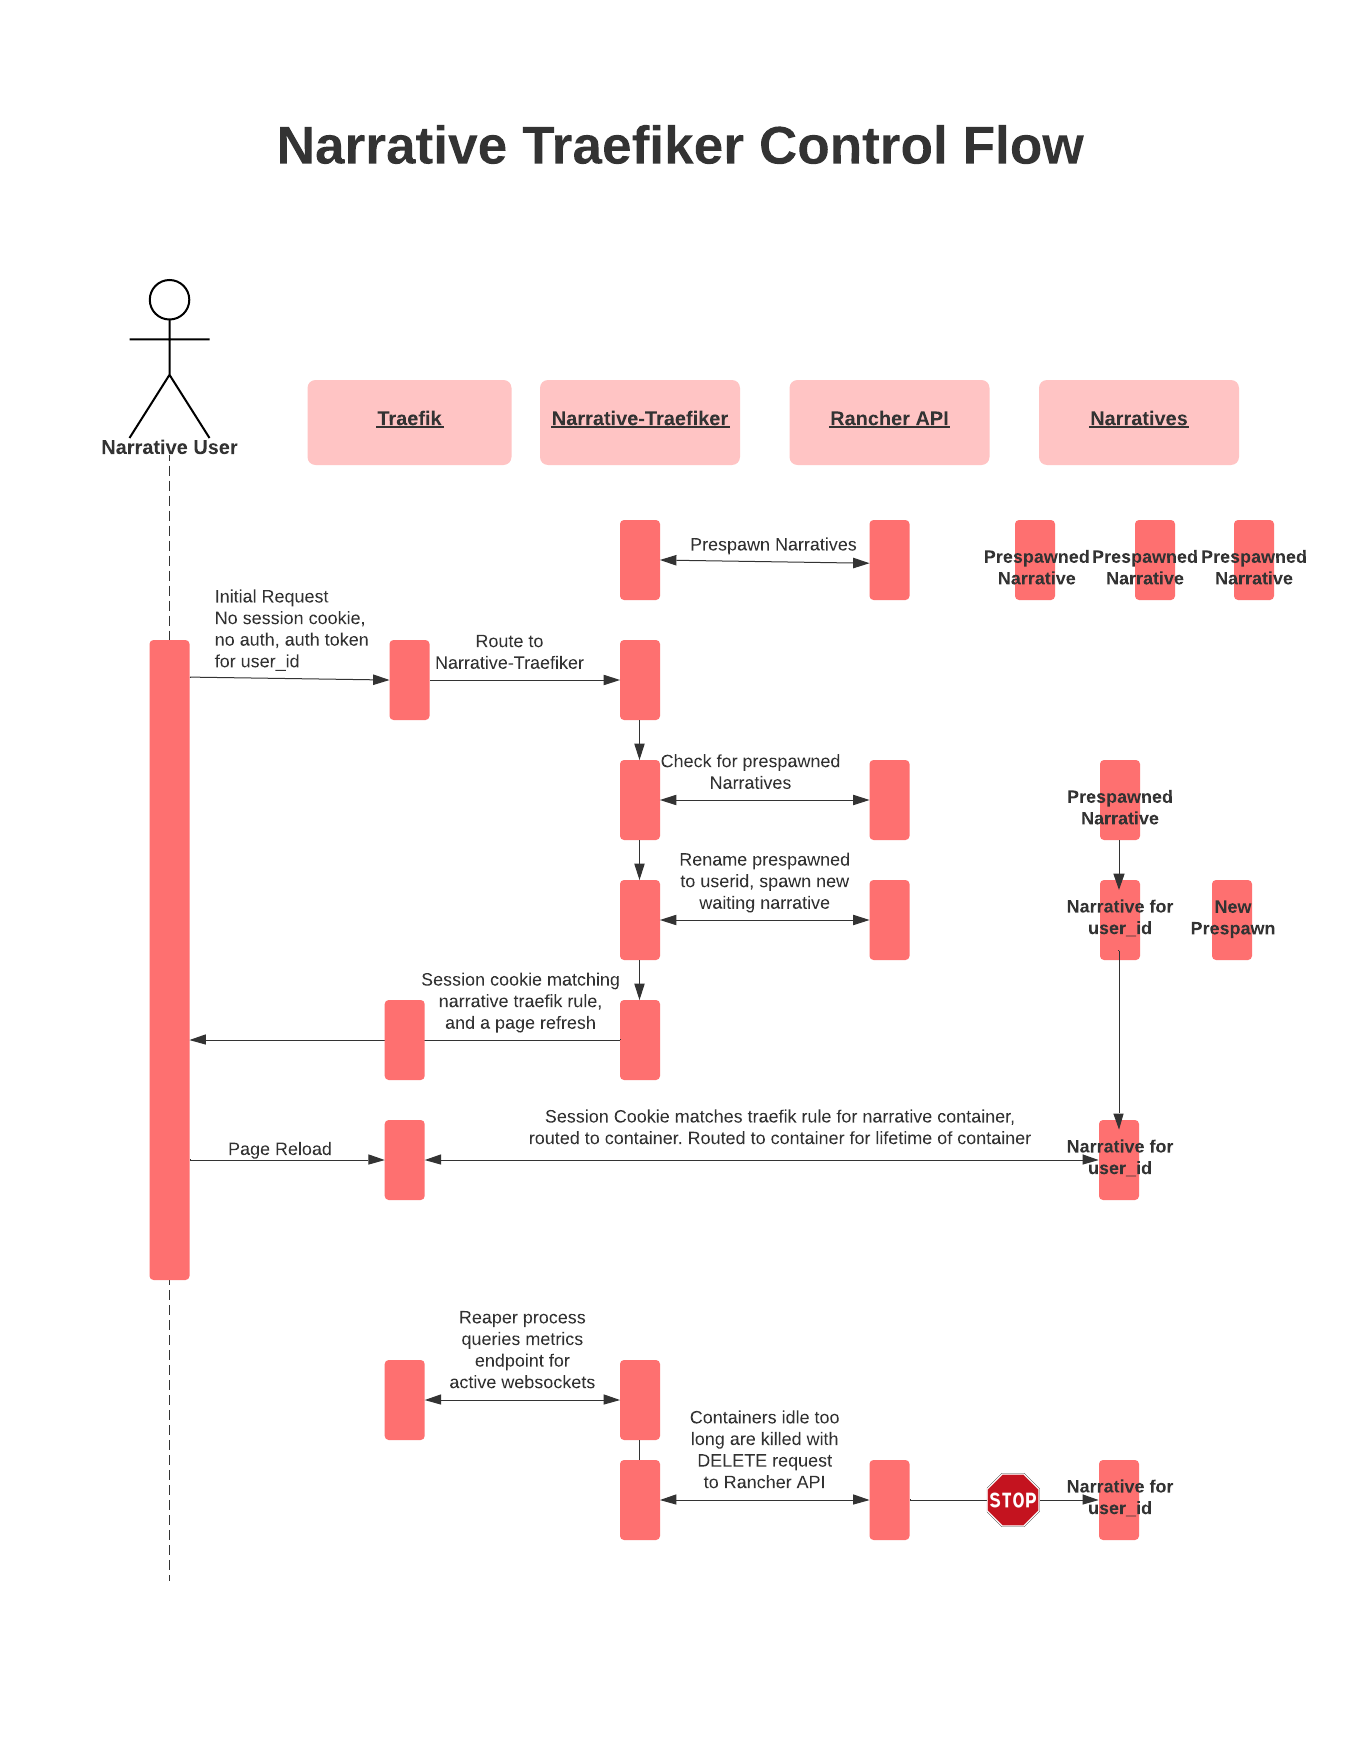 Narrative Traefiker Control Flow
Narrative User
Traefik
Narrative-Traefiker
Rancher API
Narratives
Prespawn Narratives
Prespawned
Narrative
Prespawned
Narrative
Prespawned
Narrative
Initial Request
No session cookie,
no auth, auth token
for user_id
Route to
Narrative-Traefiker
Check for prespawned
Narratives
Prespawned
Narrative
Rename prespawned
to userid, spawn new
waiting narrative
Narrative for
user_id
New
Prespawn
Session cookie matching
narrative traefik rule,
and a page refresh
Page Reload
Session Cookie matches traefik rule for narrative container,
routed to container. Routed to container for lifetime of container
Narrative for
user_id
Reaper process
queries metrics
endpoint for
active websockets
Containers idle too
long are killed with
DELETE request
to Rancher API
STOP
Narrative for
user_id